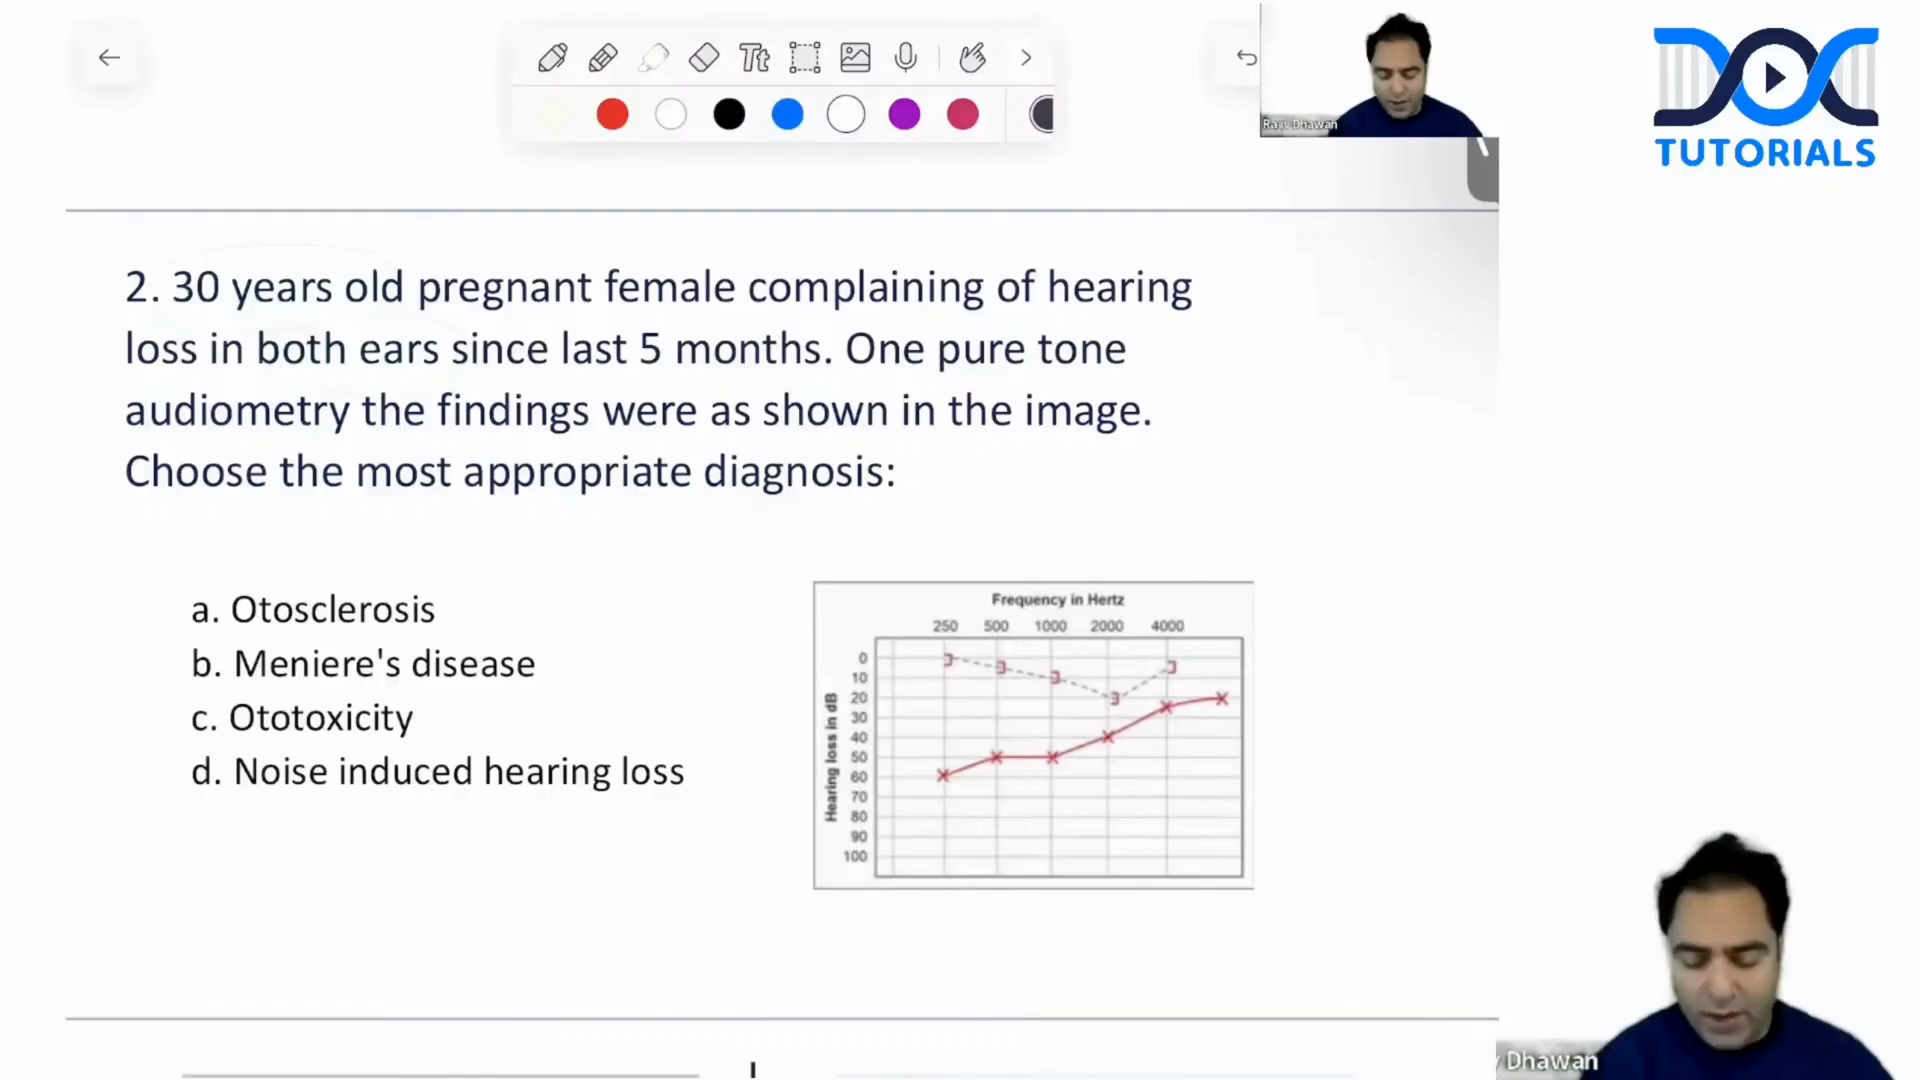 Tt
Rajiv Dhawan
TUTORIALS
2. 30 years old pregnant female complaining of hearing
loss in both ears since last 5 months. One pure tone
audiometry the findings were as shown in the image.
Choose the most appropriate diagnosis:
a. Otosclerosis
b. Meniere's disease
c. Ototoxicity
d. Noise induced hearing loss
Frequency in Hertz
250 500 1000 2000 4000
Hearing loss in dB
0
10
20
30
40
50
60
70
80
90
100
Dhawan